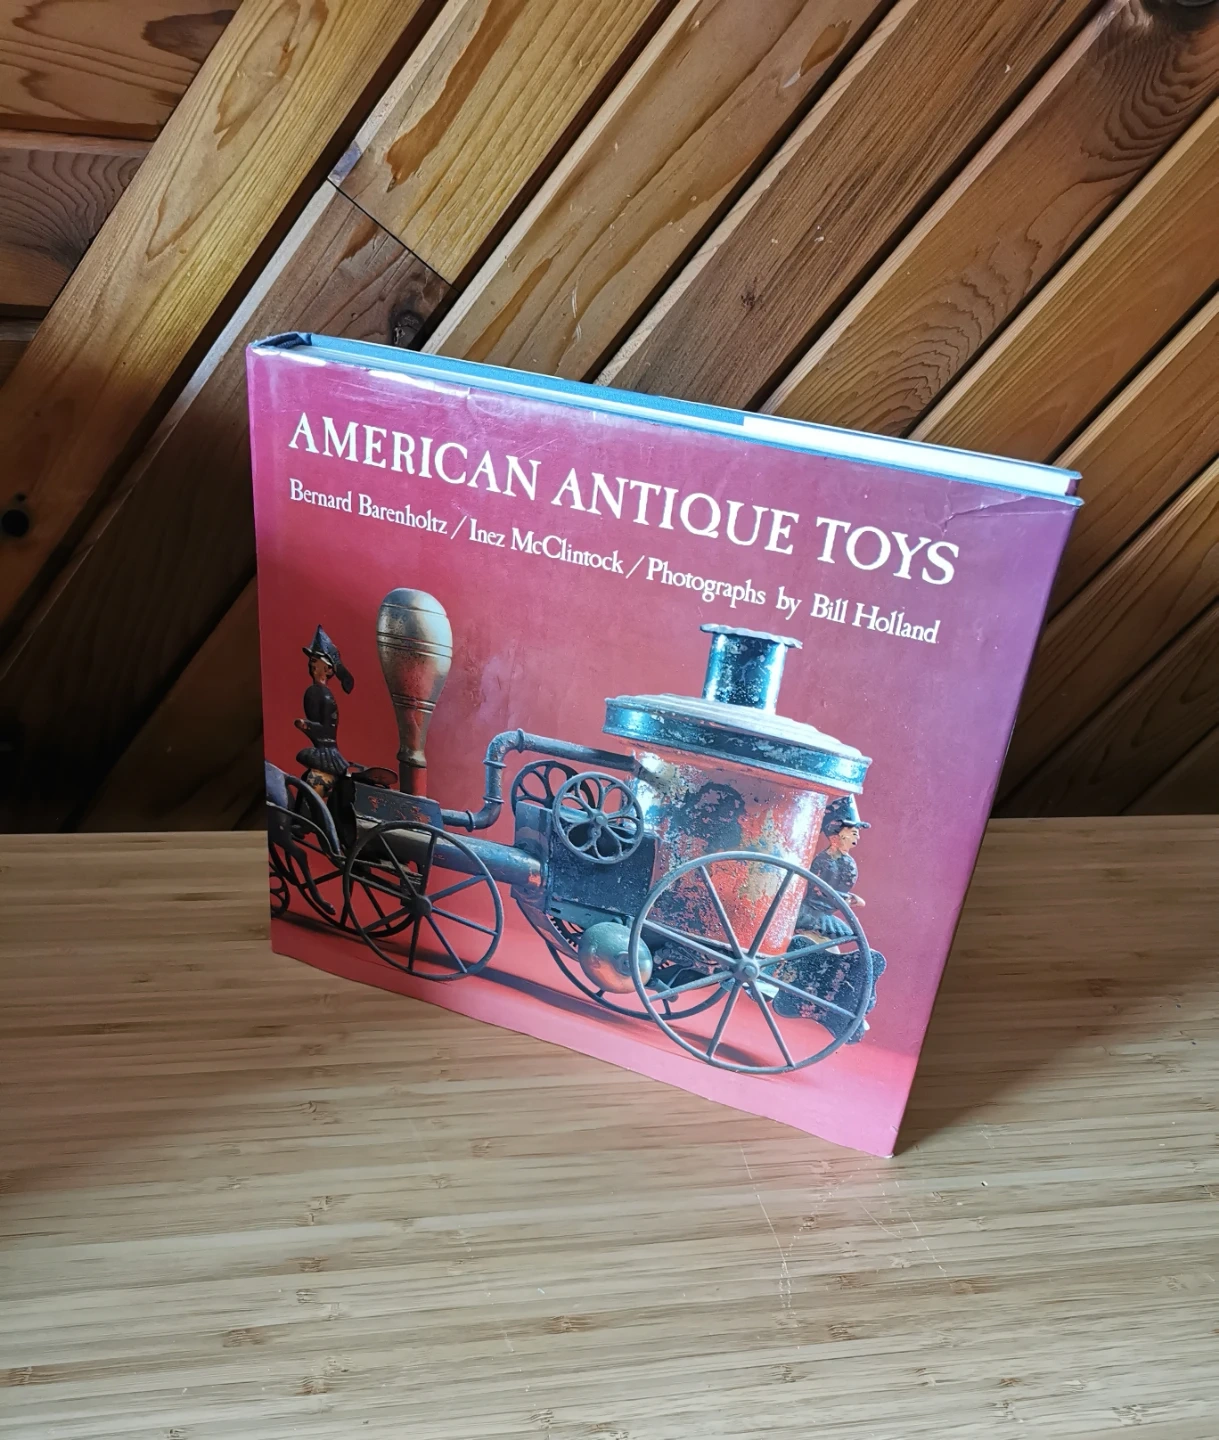 AMERICAN ANTIQUE TOYS
Bernard Barenholtz / Inez McClintock / Photographs by Bill Holland